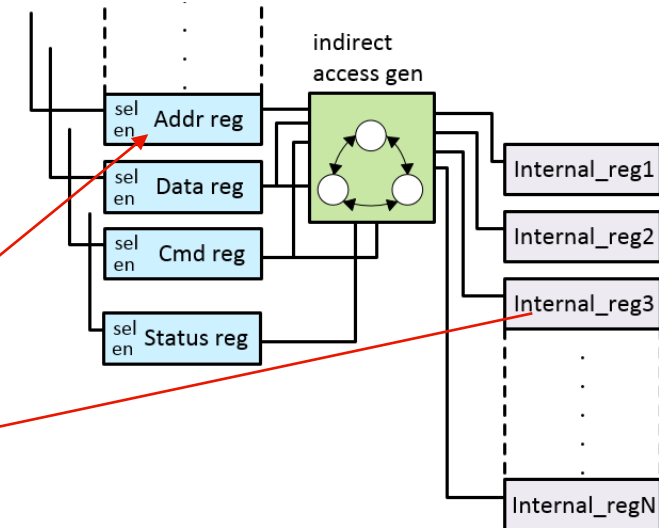 indirect
access gen
sel
en
Addr reg
sel
en
Data reg
sel
en
Cmd reg
sel
en
Status reg
Internal_reg1
Internal_reg2
Internal_reg3
Internal_regN